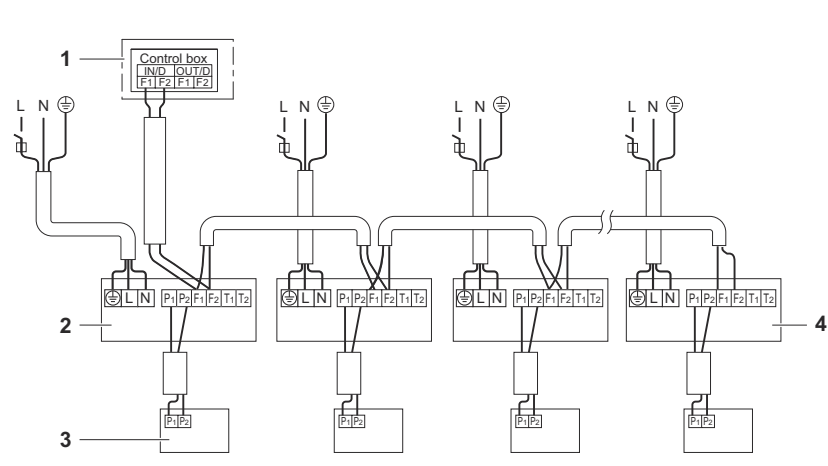 1
Control box
IN/D OUT/D
F1 F2 F1 F2
L N
L N
L N
L N
L N P1 P2 F1 F2 T1 T2
L N P1 P2 F1 F2 T1 T2
L N P1 P2 F1 F2 T1 T2
L N P1 P2 F1 F2 T1 T2
2
4
P1 P2
P1 P2
P1 P2
P1 P2
3